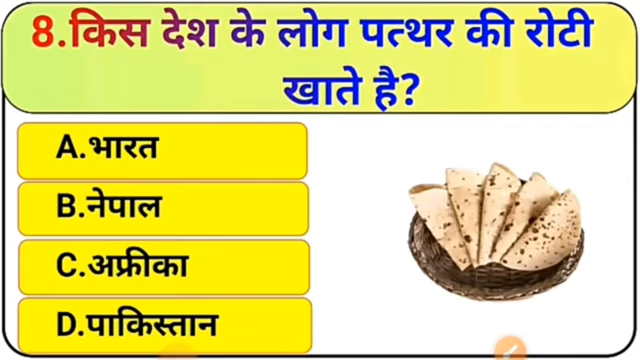 8.किस देश के लोग पत्थर की रोटी
खाते है?
A.भारत
B.नेपाल
C.अफ्रीका
D.पाकिस्तान